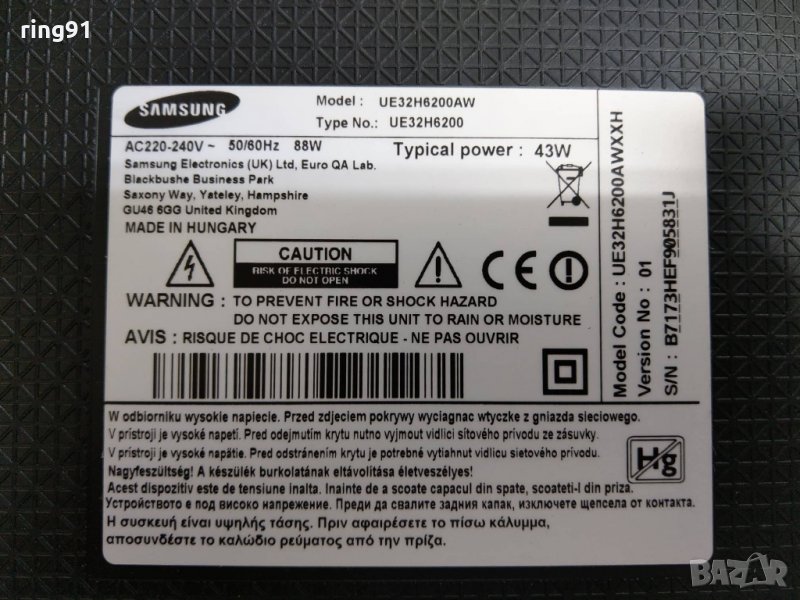 ring91
SAMSUNG
Model : UE32H6200AW
Type No.: UE32H6200
AC220-240V ~ 50/60Hz 88W
Typical power : 43W
Samsung Electronics (UK) Ltd, Euro QA Lab.
Blackbushe Business Park
Saxony Way, Yateley, Hampshire
GU46 6GG United Kingdom
MADE IN HUNGARY
CAUTION
RISK OF ELECTRIC SHOCK
DO NOT OPEN
CE
WARNING : TO PREVENT FIRE OR SHOCK HAZARD
DO NOT EXPOSE THIS UNIT TO RAIN OR MOISTURE
AVIS : RISQUE DE CHOC ELECTRIQUE - NE PAS OUVRIR
Model Code : UE32H6200AWXXH
Version No : 01
S/N : B7173HEF905831J
W odbiorniku wysokie napiecie. Przed zdjeciem pokrywy wyciagnac wtyczke z gniazda sieciowego.
V prístroji je vysoké napetí. Pred odejmutím krytu nutno vyjmout vidlici sítového prívodu ze zásuvky.
V prístroji je vysoké napätie. Pred odstránením krytu je potrebné vytiahnut vidlicu sietového prívodu zo siete.
Nagyfeszültség! A készülék burkolatának eltávolítása életveszélyes!
Acest dispozitiv este de tensiune inalta. Inainte de a scoate capacul din spate, scoateti-l din priza.
Устройството е под високо напрежение. Преди да свалите задния капак, изключете щепсела от контакта.
Η συσκευή είναι υψηλής τάσης. Πριν αφαιρέσετε το πίσω κάλυμμα,
αποσυνδέστε το καλώδιο ρεύματος από την πρίζα.
Hg
BAZAR